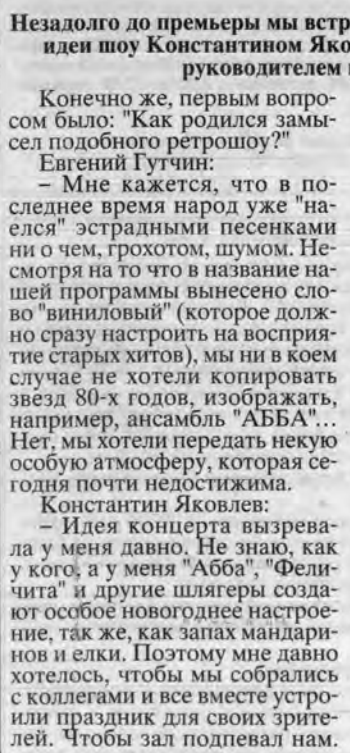 Незадолго до премьеры мы встр
идеи шоу Константином Яко
руководителем
Конечно же, первым вопро-
сом было: "Как родился замы-
сел подобного ретрошоу?"
Евгений Гутчин:
– Мне кажется, что в по-
следнее время народ уже "на-
елся" эстрадными песенками
ни о чем, грохотом, шумом. Не-
смотря на то что в название на-
шей программы вынесено сло-
во "виниловый" (которое долж-
но сразу настроить на восприя-
тие старых хитов), мы ни в коем
случае не хотели копировать
звёзд 80-х годов, изображать,
например, ансамбль "АББА"...
Нет, мы хотели передать некую
особую атмосферу, которая се-
годня почти недостижима.
Константин Яковлев:
– Идея концерта вызрева-
ла у меня давно. Не знаю, как
у кого, а у меня "Абба", "Фели-
чита" и другие шлягеры созда-
ют особое новогоднее настрое-
ние, так же, как запах мандари-
нов и елки. Поэтому мне давно
хотелось, чтобы мы собрались
с коллегами и все вместе устро-
или праздник для своих зрите-
лей. Чтобы зал подпевал нам.